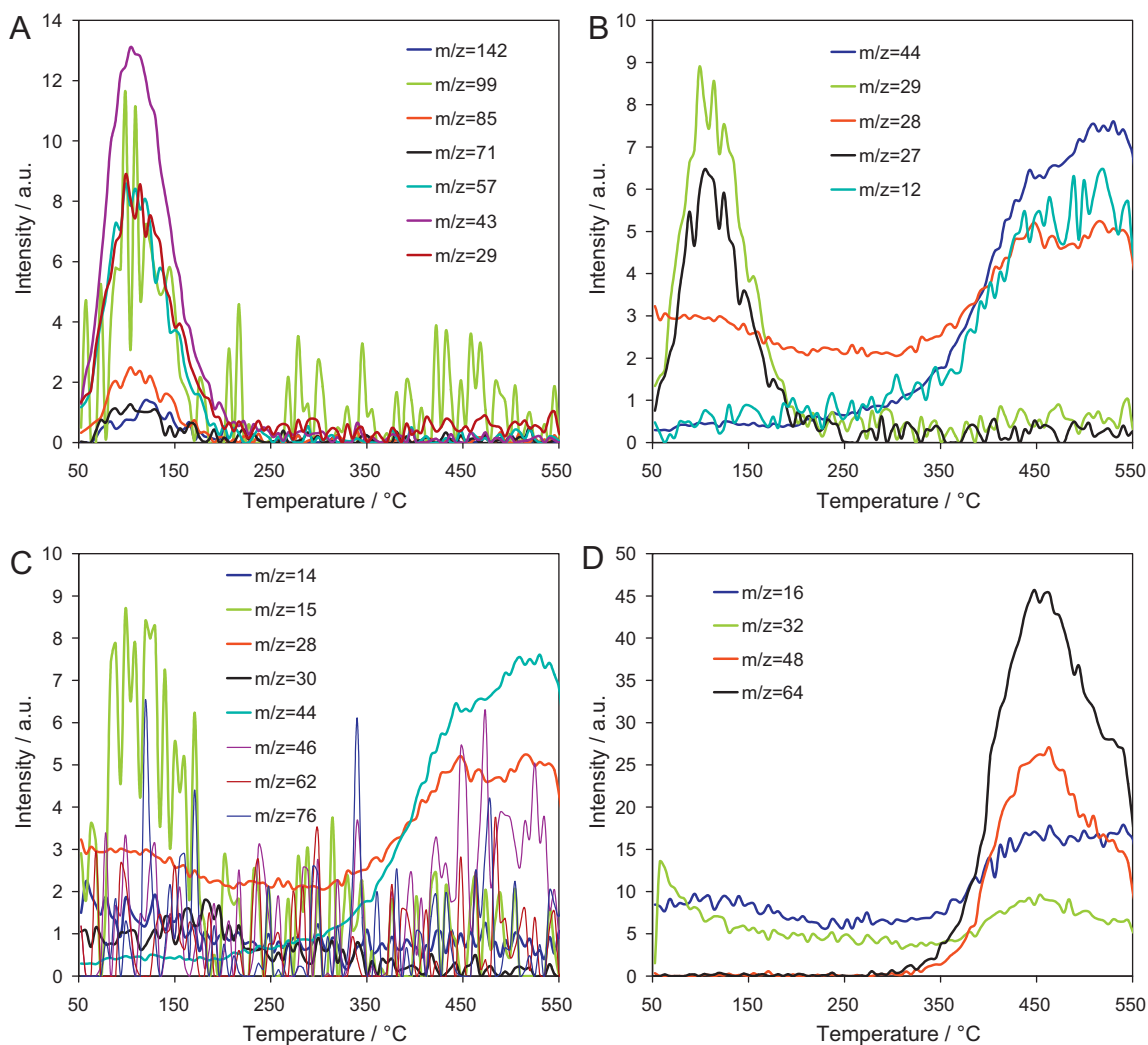 A
14
12
10
8
6
4
2
0
Intensity / a.u.
50 150 250 350 450 550
Temperature / °C
m/z=142
m/z=99
m/z=85
m/z=71
m/z=57
m/z=43
m/z=29
B
10
9
8
7
6
5
4
3
2
1
0
Intensity / a.u.
50 150 250 350 450 550
Temperature / °C
m/z=44
m/z=29
m/z=28
m/z=27
m/z=12
C
10
9
8
7
6
5
4
3
2
1
0
Intensity / a.u.
50 150 250 350 450 550
Temperature / °C
m/z=14
m/z=15
m/z=28
m/z=30
m/z=44
m/z=46
m/z=62
m/z=76
D
50
45
40
35
30
25
20
15
10
5
0
Intensity / a.u.
50 150 250 350 450 550
Temperature / °C
m/z=16
m/z=32
m/z=48
m/z=64